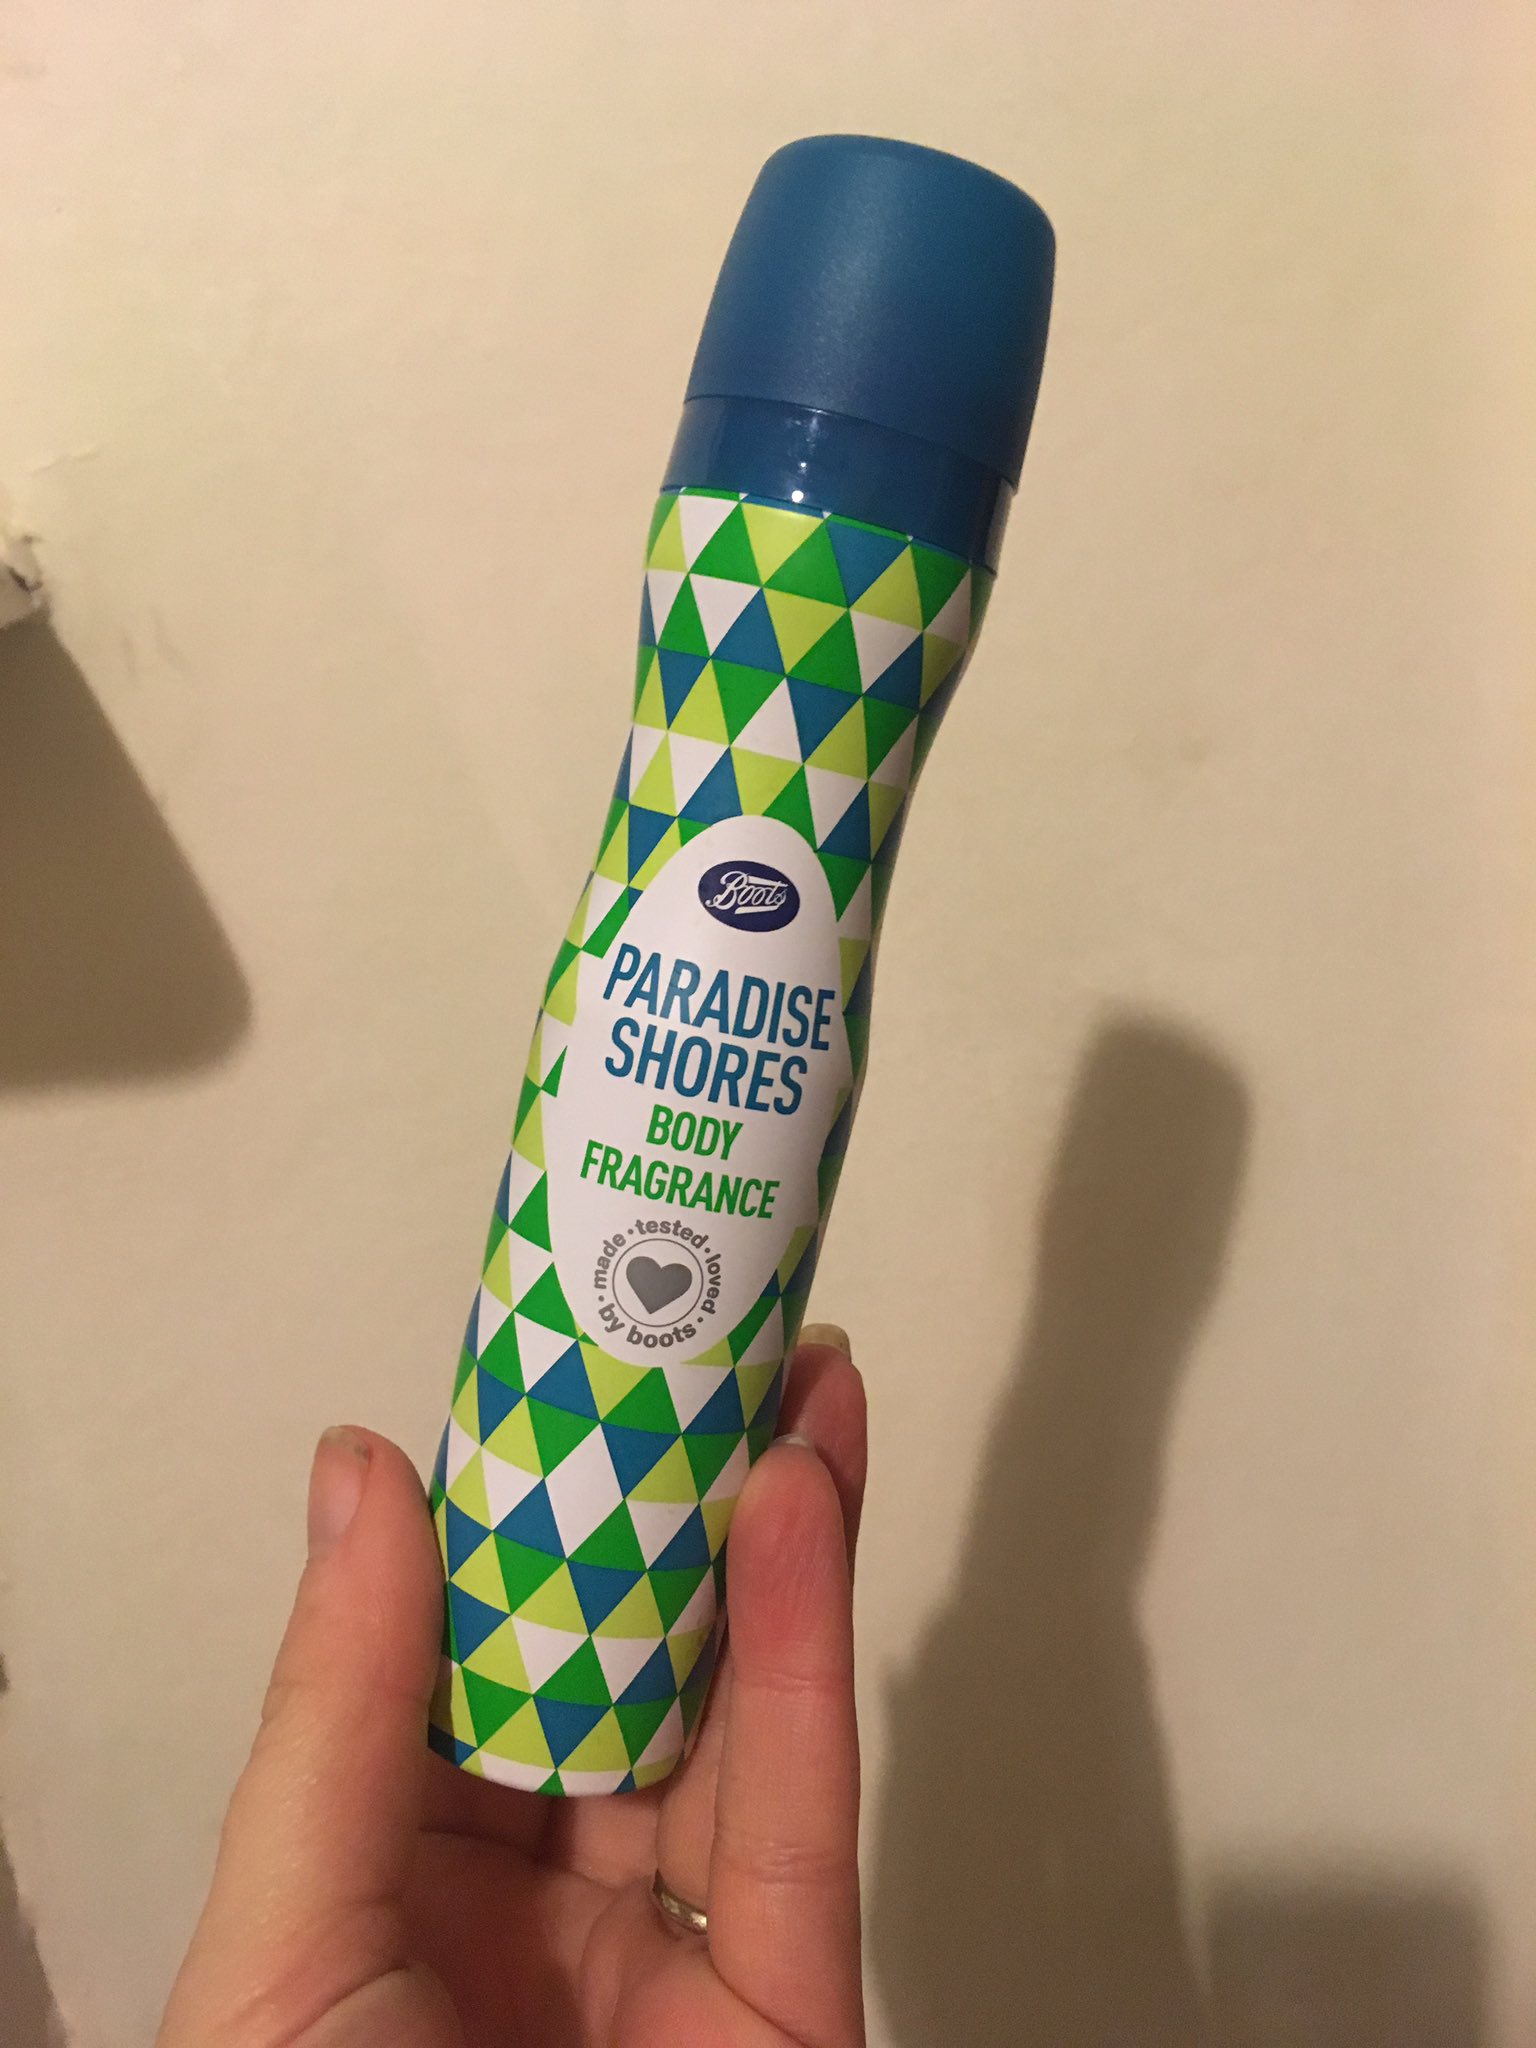 Boots
PARADISE
SHORES
BODY
FRAGRANCE
made · tested · loved ·
by boots ·